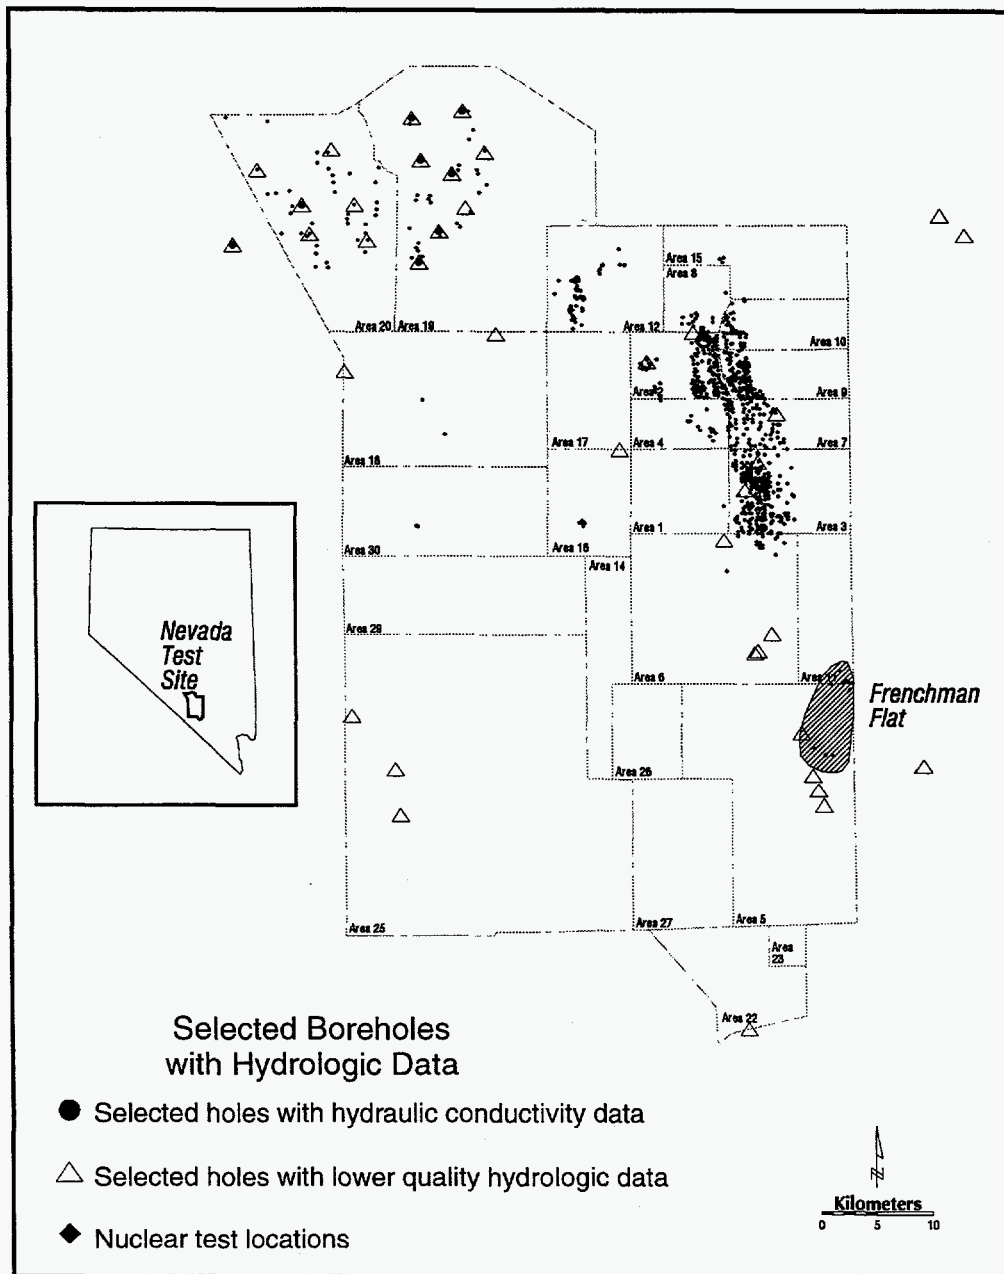 Area 15
Area 8
Area 20
Area 19
Area 12
Area 10
Area 2
Area 9
Area 17
Area 4
Area 7
Area 18
Area 1
Area 3
Area 30
Area 16
Area 14
Nevada
Test
Site
Area 29
Area 6
Area 11
Frenchman
Flat
Area 26
Area 25
Area 27
Area 5
Area
23
Area 22
Selected Boreholes
with Hydrologic Data
Selected holes with hydraulic conductivity data
Selected holes with lower quality hydrologic data
Nuclear test locations
N
Kilometers
0 5 10